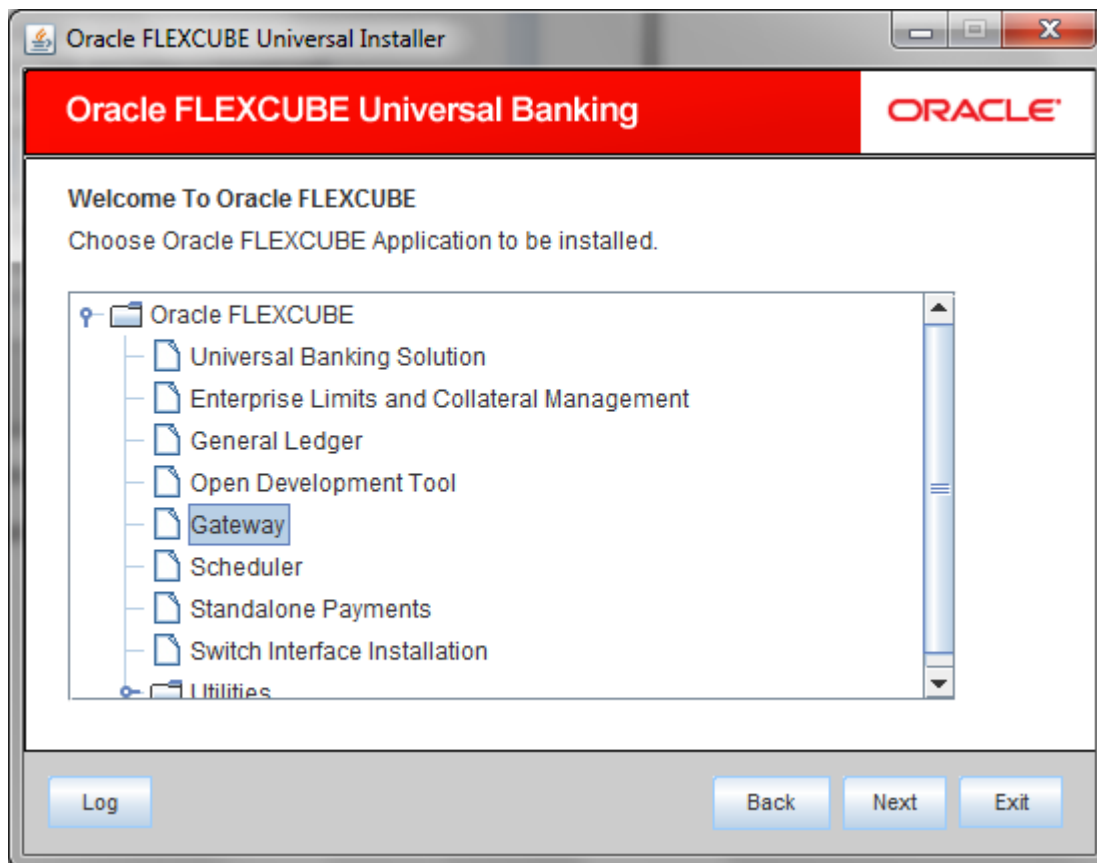 Oracle FLEXCUBE Universal Installer
Oracle FLEXCUBE Universal Banking
ORACLE
Welcome To Oracle FLEXCUBE
Choose Oracle FLEXCUBE Application to be installed.
Oracle FLEXCUBE
Universal Banking Solution
Enterprise Limits and Collateral Management
General Ledger
Open Development Tool
Gateway
Scheduler
Standalone Payments
Switch Interface Installation
Utilities
Log
Back
Next
Exit